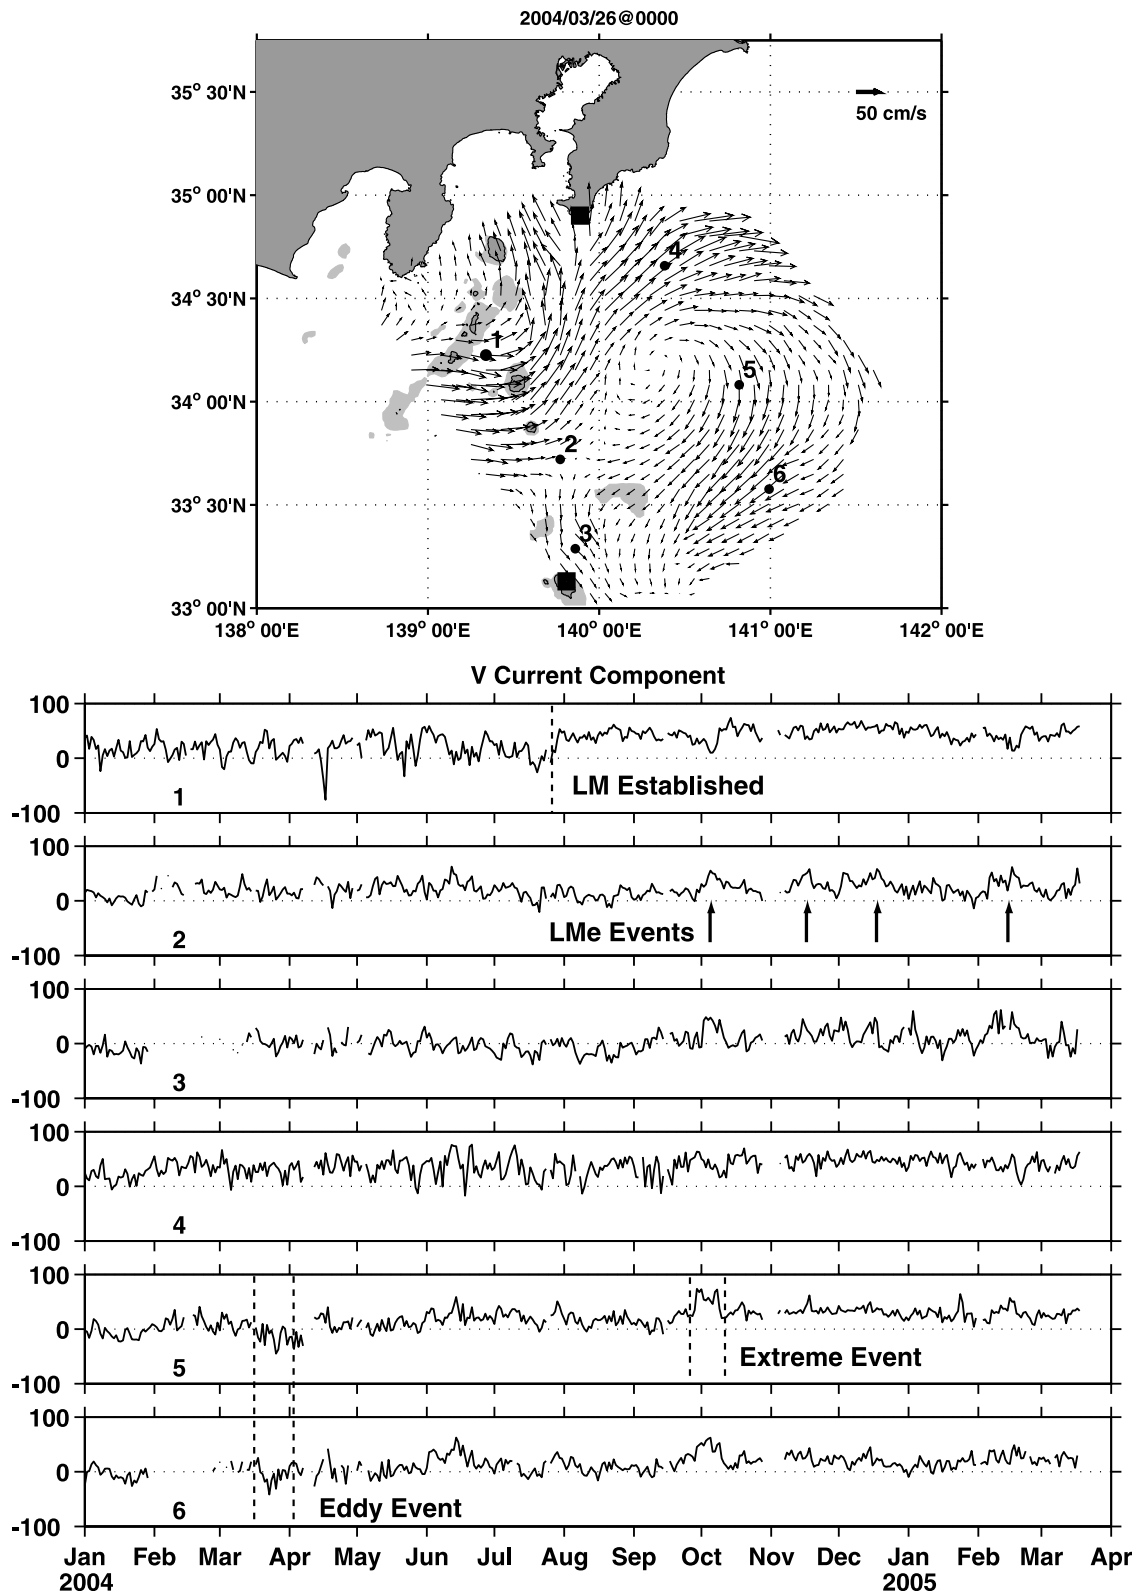 2004/03/26@0000
35° 30'N
50 cm/s
35° 00'N
4
34° 30'N
1
5
34° 00'N
2
6
33° 30'N
3
33° 00'N
138° 00'E 139° 00'E 140° 00'E 141° 00'E 142° 00'E
V Current Component
100
0
LM Established
1
-100
100
0
LMe Events
2
-100
100
0
3
-100
100
0
4
-100
100
0
Extreme Event
5
-100
100
0
Eddy Event
6
-100
Jan Feb Mar Apr May Jun Jul Aug Sep Oct Nov Dec Jan Feb Mar Apr
2004 2005